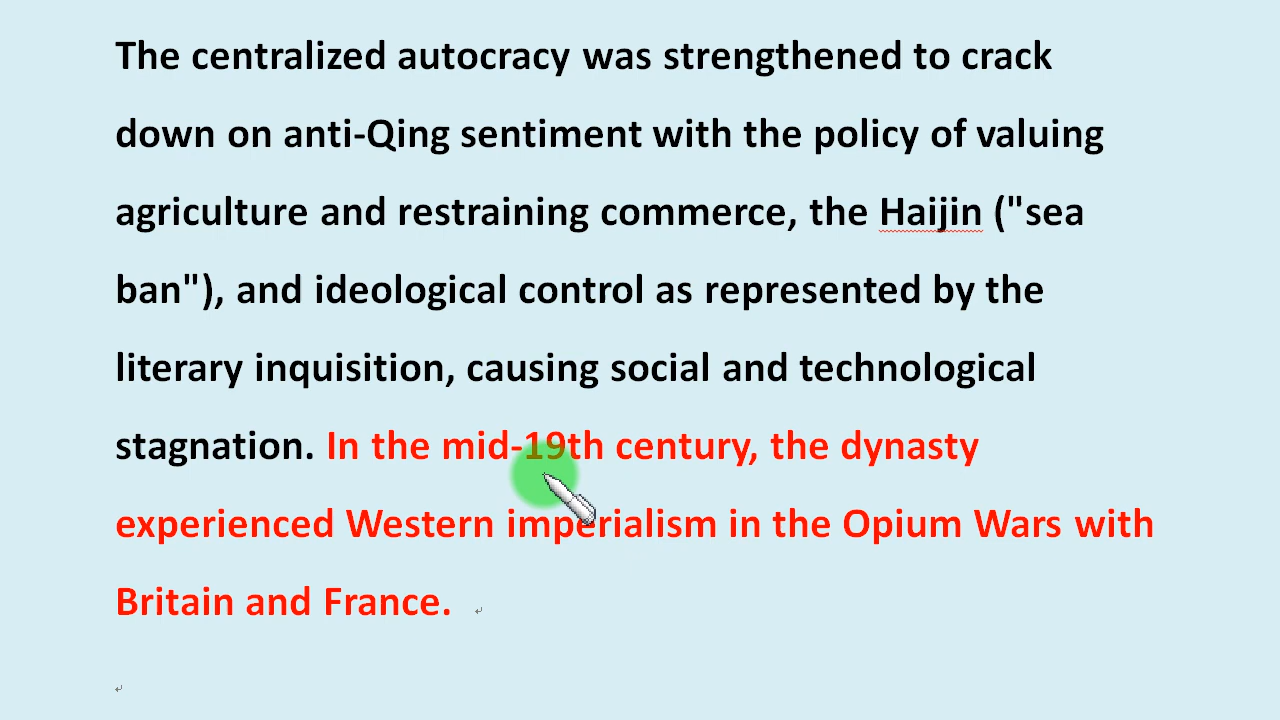 The centralized autocracy was strengthened to crack
down on anti-Qing sentiment with the policy of valuing
agriculture and restraining commerce, the Haijin ("sea
ban"), and ideological control as represented by the
literary inquisition, causing social and technological
stagnation. In the mid-19th century, the dynasty
experienced Western imperialism in the Opium Wars with
Britain and France.